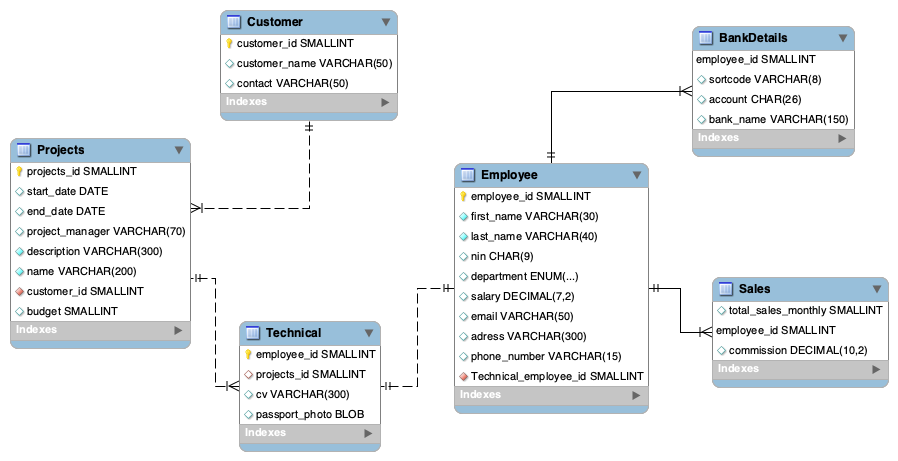 Customer
customer_id SMALLINT
customer_name VARCHAR(50)
contact VARCHAR(50)
Indexes
BankDetails
employee_id SMALLINT
sortcode VARCHAR(8)
account CHAR(26)
bank_name VARCHAR(150)
Indexes
Projects
projects_id SMALLINT
start_date DATE
end_date DATE
project_manager VARCHAR(70)
description VARCHAR(300)
name VARCHAR(200)
customer_id SMALLINT
budget SMALLINT
Indexes
Employee
employee_id SMALLINT
first_name VARCHAR(30)
last_name VARCHAR(40)
nin CHAR(9)
department ENUM(...)
salary DECIMAL(7,2)
email VARCHAR(50)
adress VARCHAR(300)
phone_number VARCHAR(15)
Technical_employee_id SMALLINT
Indexes
Sales
total_sales_monthly SMALLINT
employee_id SMALLINT
commission DECIMAL(10,2)
Indexes
Technical
employee_id SMALLINT
projects_id SMALLINT
cv VARCHAR(300)
passport_photo BLOB
Indexes